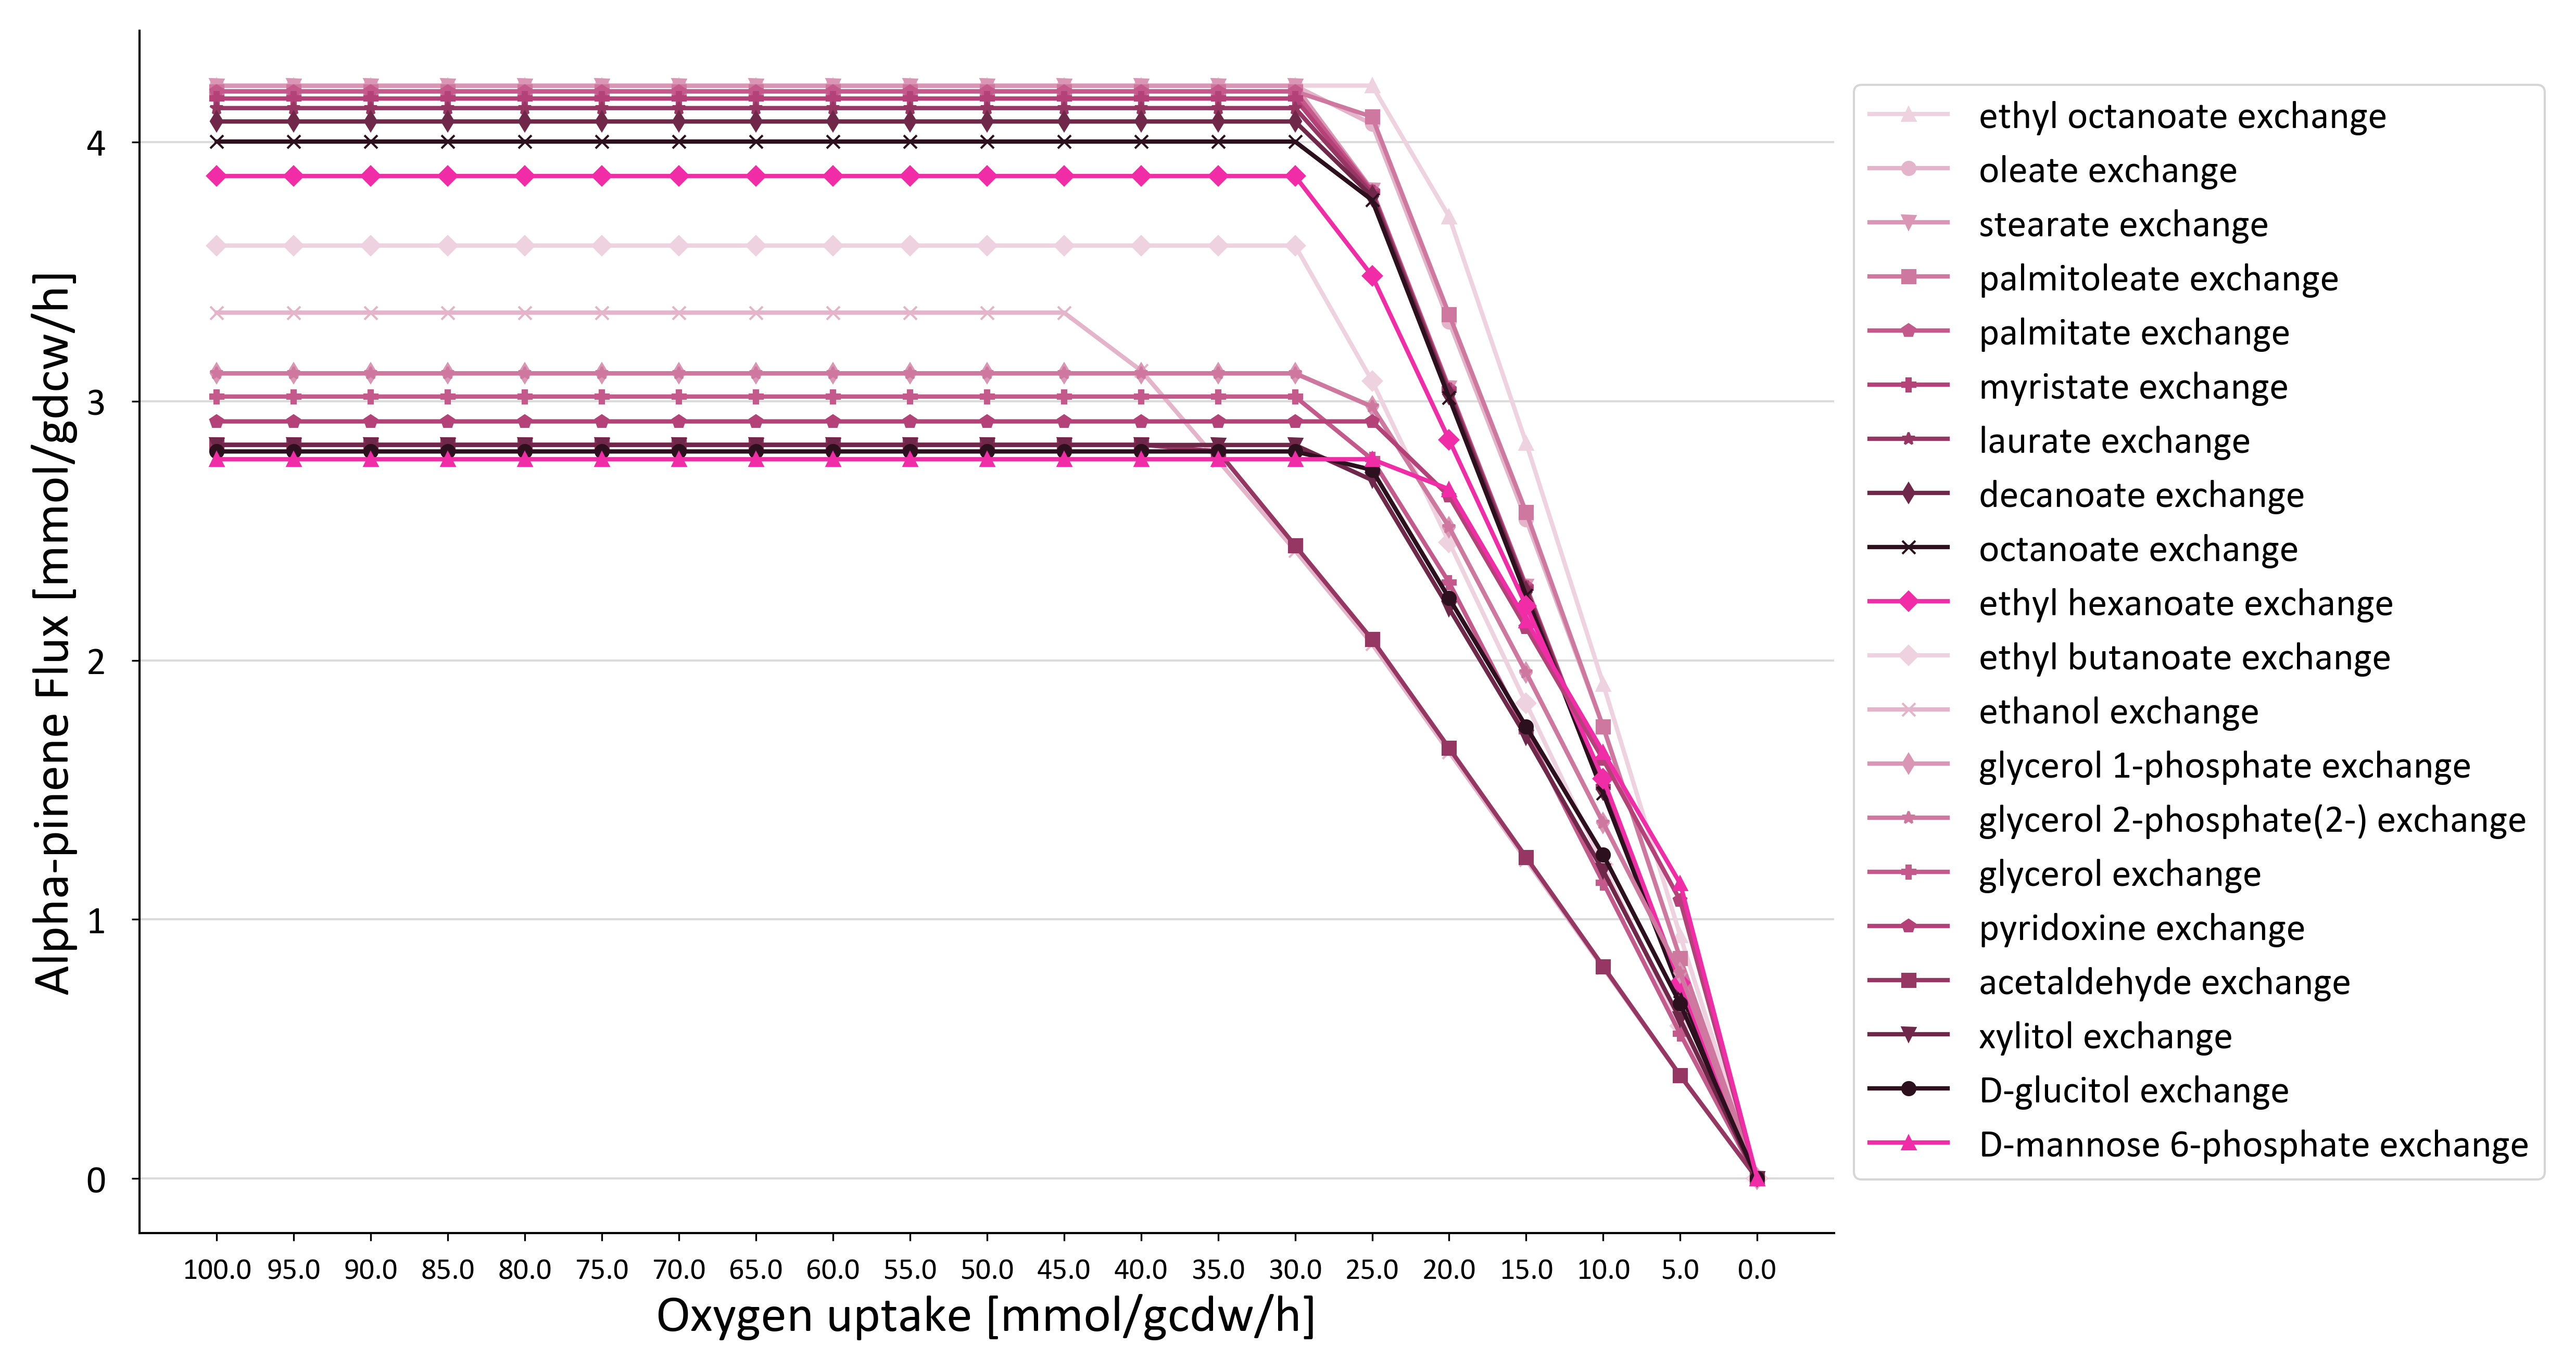 Alpha-pinene Flux [mmol/gdcw/h]
4
3
2
1
0
100.0 95.0 90.0 85.0 80.0 75.0 70.0 65.0 60.0 55.0 50.0 45.0 40.0 35.0 30.0 25.0 20.0 15.0 10.0 5.0 0.0
Oxygen uptake [mmol/gcdw/h]
ethyl octanoate exchange
oleate exchange
stearate exchange
palmitoleate exchange
palmitate exchange
myristate exchange
laurate exchange
decanoate exchange
octanoate exchange
ethyl hexanoate exchange
ethyl butanoate exchange
ethanol exchange
glycerol 1-phosphate exchange
glycerol 2-phosphate(2-) exchange
glycerol exchange
pyridoxine exchange
acetaldehyde exchange
xylitol exchange
D-glucitol exchange
D-mannose 6-phosphate exchange